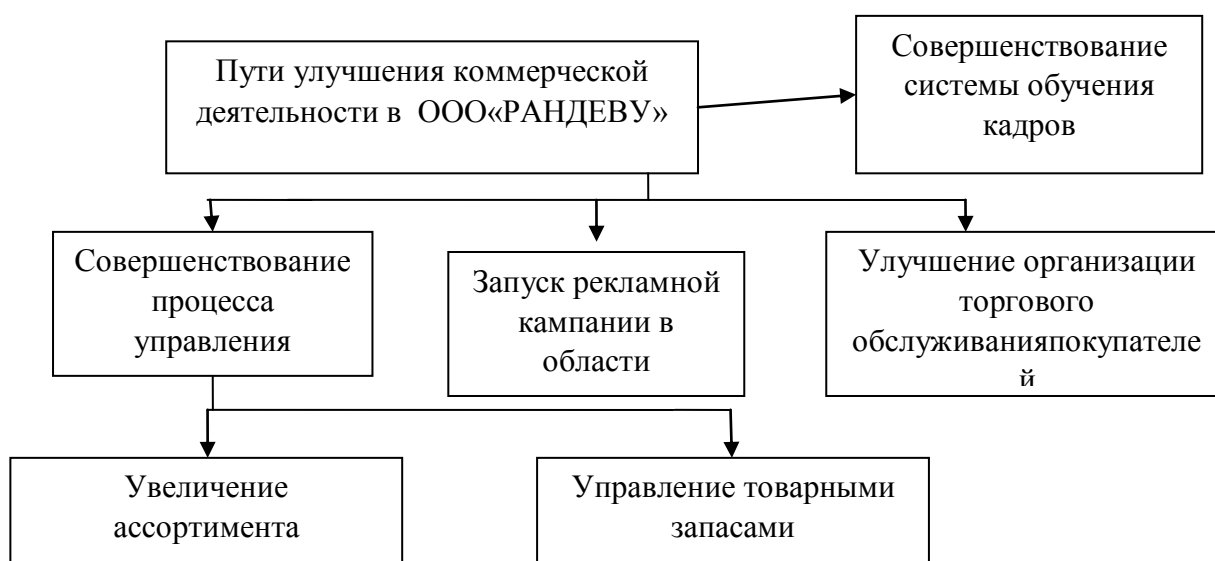 Пути улучшения коммерческой
деятельности в ООО«РАНДЕВУ»
Совершенствование
системы обучения
кадров
Совершенствование
процесса
управления
Запуск рекламной
кампании в
области
Улучшение организации
торгового
обслуживанияпокупателе
й
Увеличение
ассортимента
Управление товарными
запасами